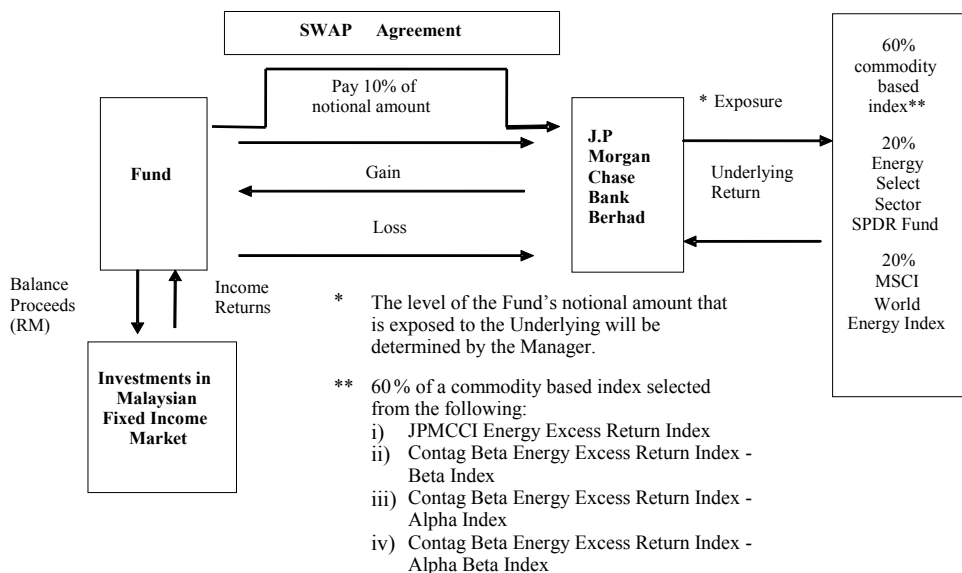 SWAP Agreement
Pay 10% of
notional amount
Fund
Gain
Loss
J.P
Morgan
Chase
Bank
Berhad
* Exposure
Underlying
Return
60%
commodity
based
index**
20%
Energy
Select
Sector
SPDR Fund
20%
MSCI
World
Energy Index
Balance
Proceeds
(RM)
Income
Returns
Investments in
Malaysian
Fixed Income
Market
* The level of the Fund's notional amount that
is exposed to the Underlying will be
determined by the Manager.
** 60% of a commodity based index selected
from the following:
i) JPMCCI Energy Excess Return Index
ii) Contag Beta Energy Excess Return Index -
Beta Index
iii) Contag Beta Energy Excess Return Index -
Alpha Index
iv) Contag Beta Energy Excess Return Index -
Alpha Beta Index